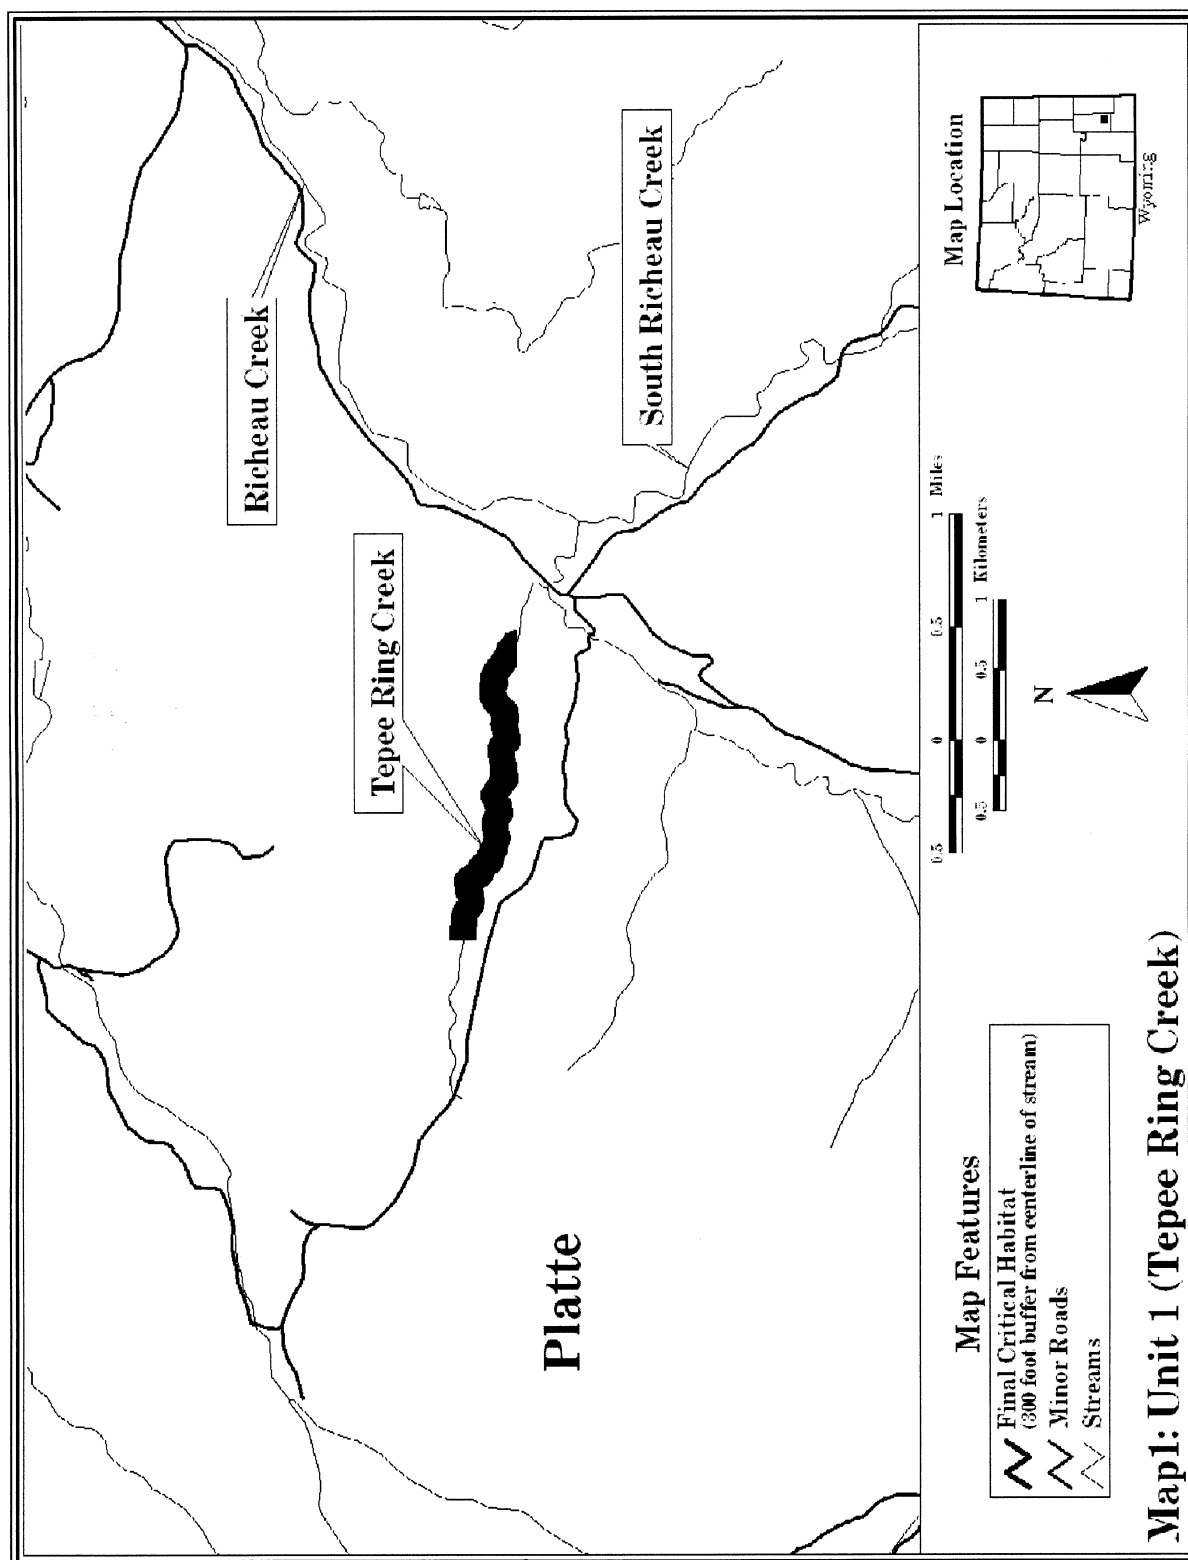 Richeau Creek
Tepee Ring Creek
South Richeau Creek
Platte
Map Features
Final Critical Habitat
(300 foot buffer from centerline of stream)
Minor Roads
Streams
0.5 0 0.5 1 Miles
0.5 0 0.5 1 Kilometers
N
Map Location
Wyoming
Map1: Unit 1 (Tepee Ring Creek)